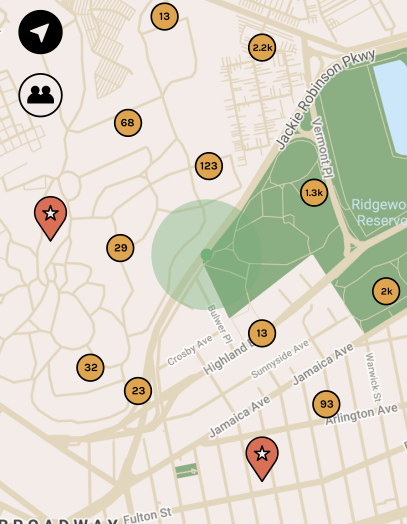 13
2.2k
Jackie Robinson Pkwy
68
Vermont Pl
123
1.3k
Ridgewo
Reserv
29
2k
Bulwer Pl
13
Crosby Ave
Highland
Sunnyside Ave
32
Jamaica Ave
Warwick St
23
93
Jamaica Ave
Arlington Ave
Fulton St
BROADWAY